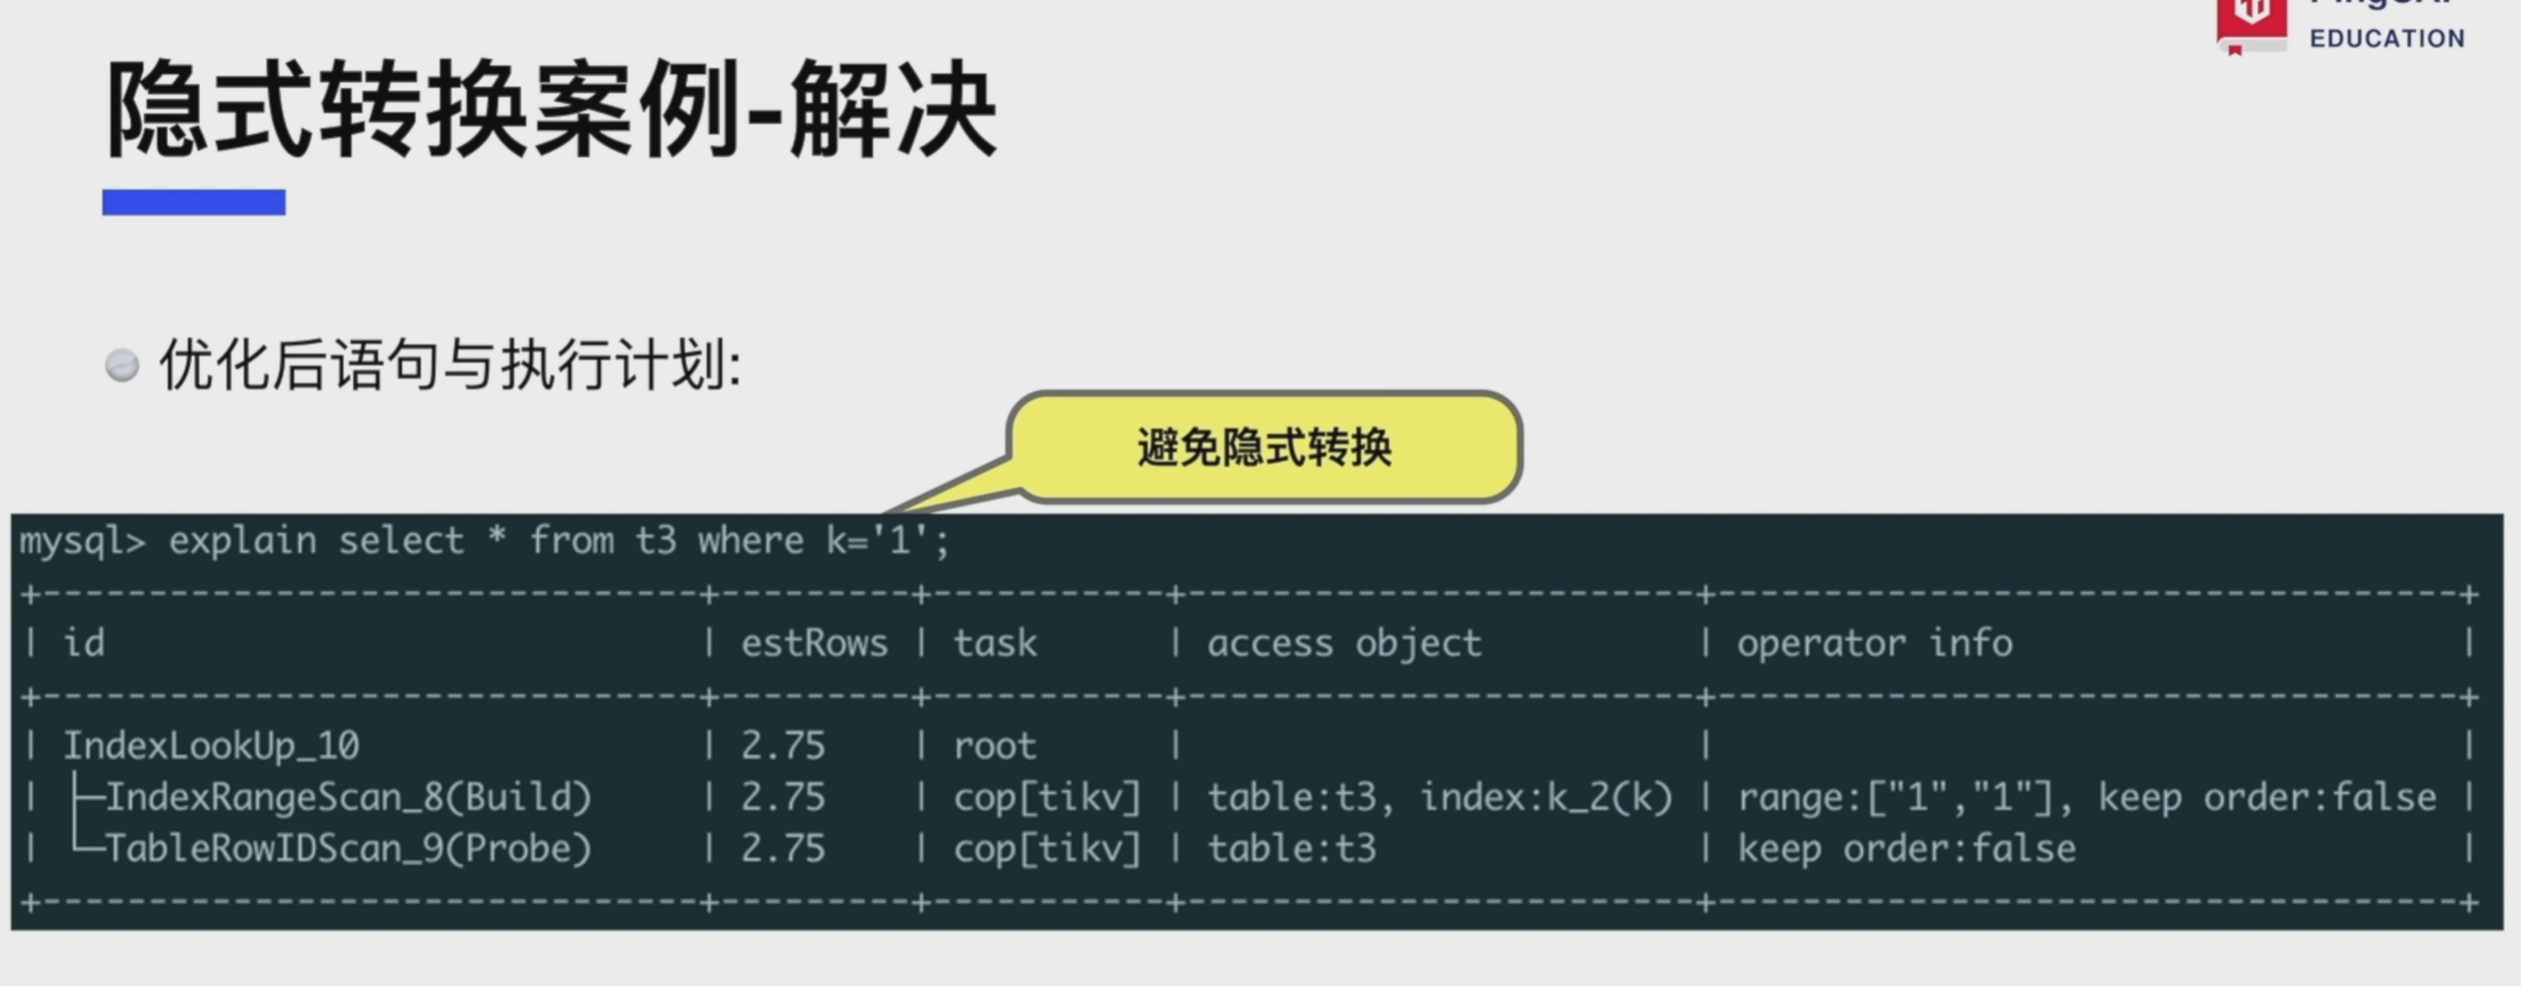 EDUCATION
隐式转换案例-解决
优化后语句与执行计划:
避免隐式转换
mysql> explain select * from t3 where k='1';
+-------------------------------+---------+-----------+------------------------+-----------------------------------+
| id                            | estRows | task      | access object          | operator info                     |
+-------------------------------+---------+-----------+------------------------+-----------------------------------+
| IndexLookUp_10                | 2.75    | root      |                        |                                   |
| ├─IndexRangeScan_8(Build)     | 2.75    | cop[tikv] | table:t3, index:k_2(k) | range:["1","1"], keep order:false |
| └─TableRowIDScan_9(Probe)     | 2.75    | cop[tikv] | table:t3               | keep order:false                  |
+-------------------------------+---------+-----------+------------------------+-----------------------------------+